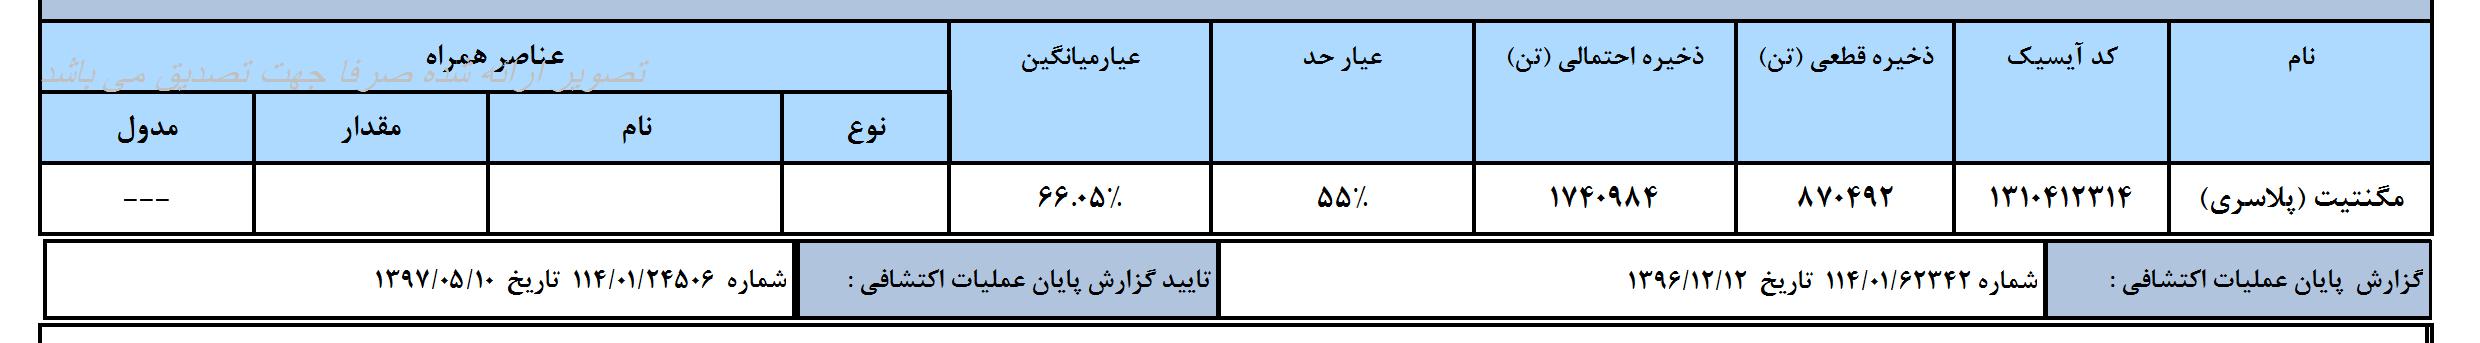 نام	کد آیسیک	ذخیره قطعی (تن)	ذخیره احتمالی (تن)	عیار حد	عیارمیانگین	عناصر همراه
تصویر ارائه شده صرفا جهت تصدیق می باشد
نوع	نام	مقدار	مدول
مگنتیت (پلاسری)	۱۳۱۰۴۱۲۳۱۴	۸۷۰۴۹۲	۱۷۴۰۹۸۴	۵۵٪	۶۶.۰۵٪	---
گزارش پایان عملیات اکتشافی :	شماره ۱۱۴/۰۱/۶۲۳۴۲ تاریخ ۱۳۹۶/۱۲/۱۲	تایید گزارش پایان عملیات اکتشافی :	شماره ۱۱۴/۰۱/۲۴۵۰۶ تاریخ ۱۳۹۷/۰۵/۱۰